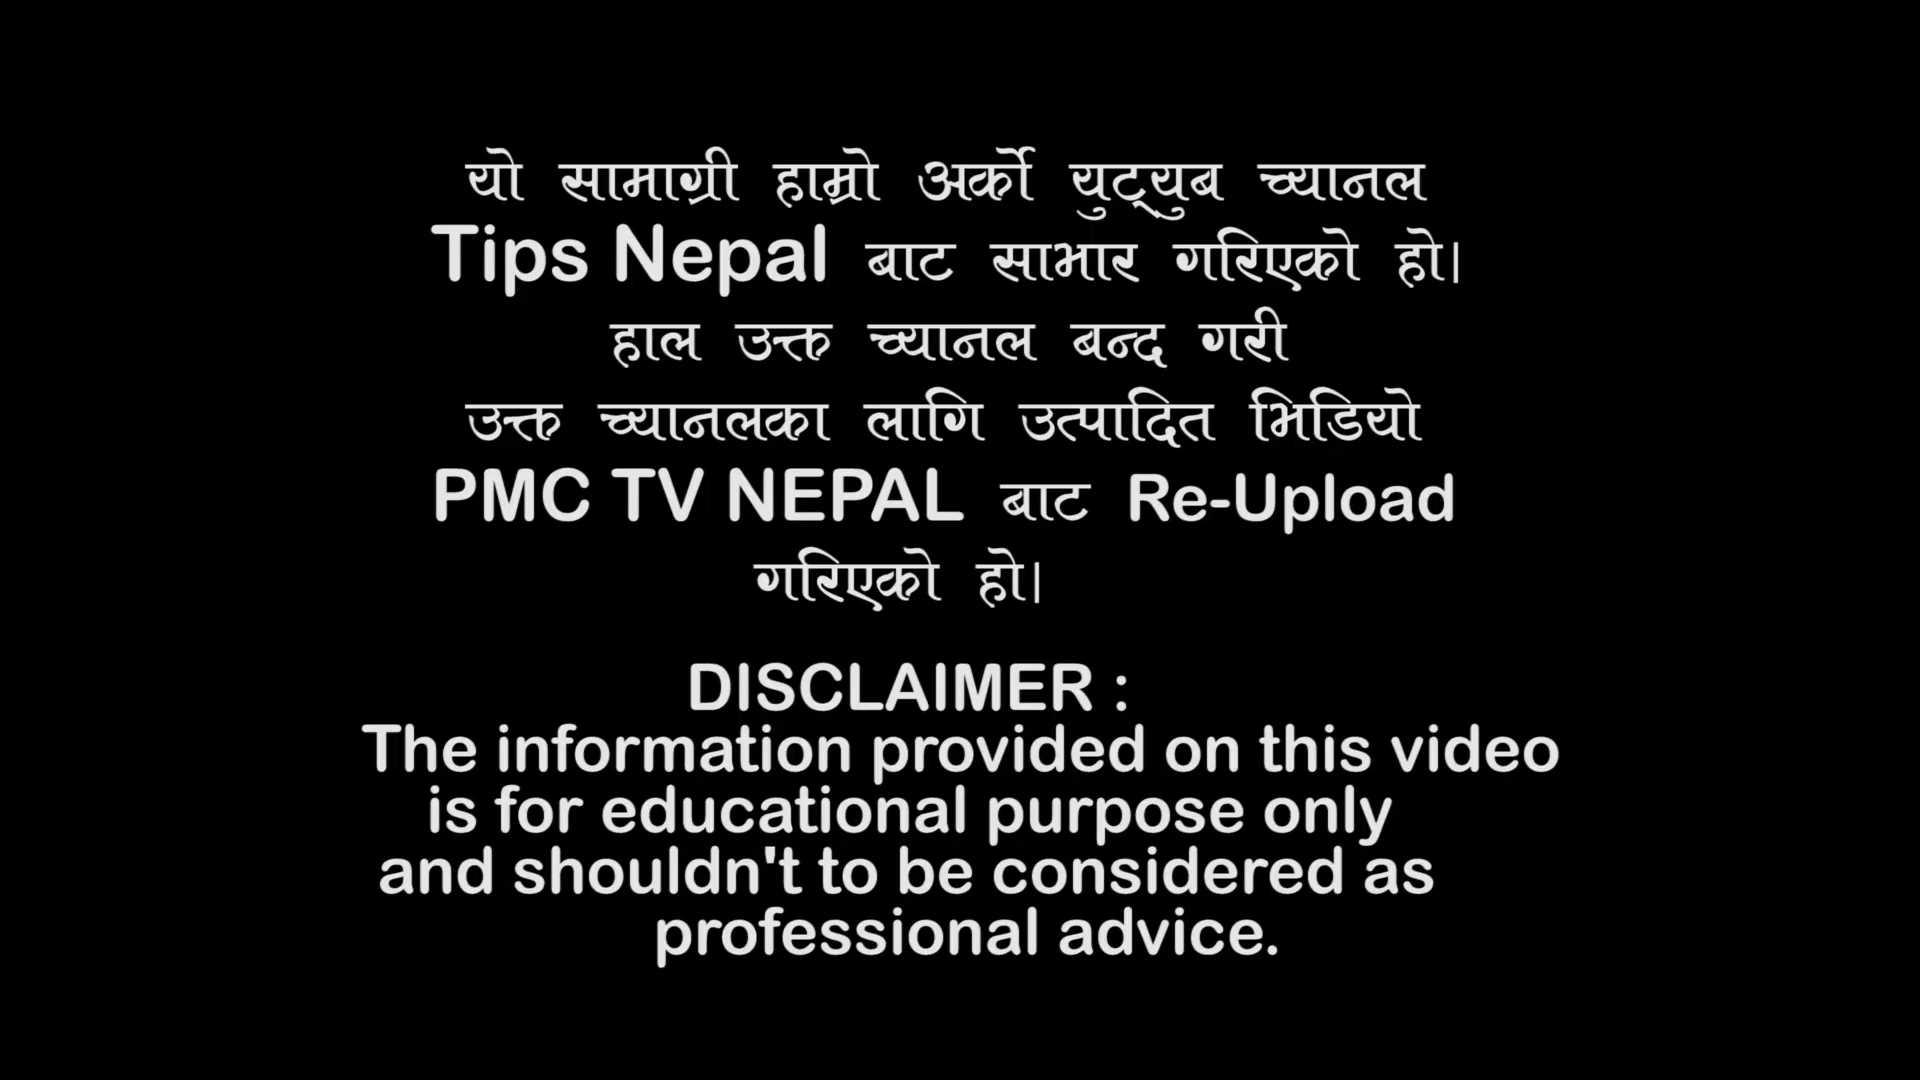 यो सामाग्री हाम्रो अर्को युट्युब च्यानल
Tips Nepal बाट साभार गरिएको हो।
हाल उक्त च्यानल बन्द गरी
उक्त च्यानलका लागि उत्पादित भिडियो
PMC TV NEPAL बाट Re-Upload
गरिएको हो।
DISCLAIMER :
The information provided on this video
is for educational purpose only
and shouldn't to be considered as
professional advice.